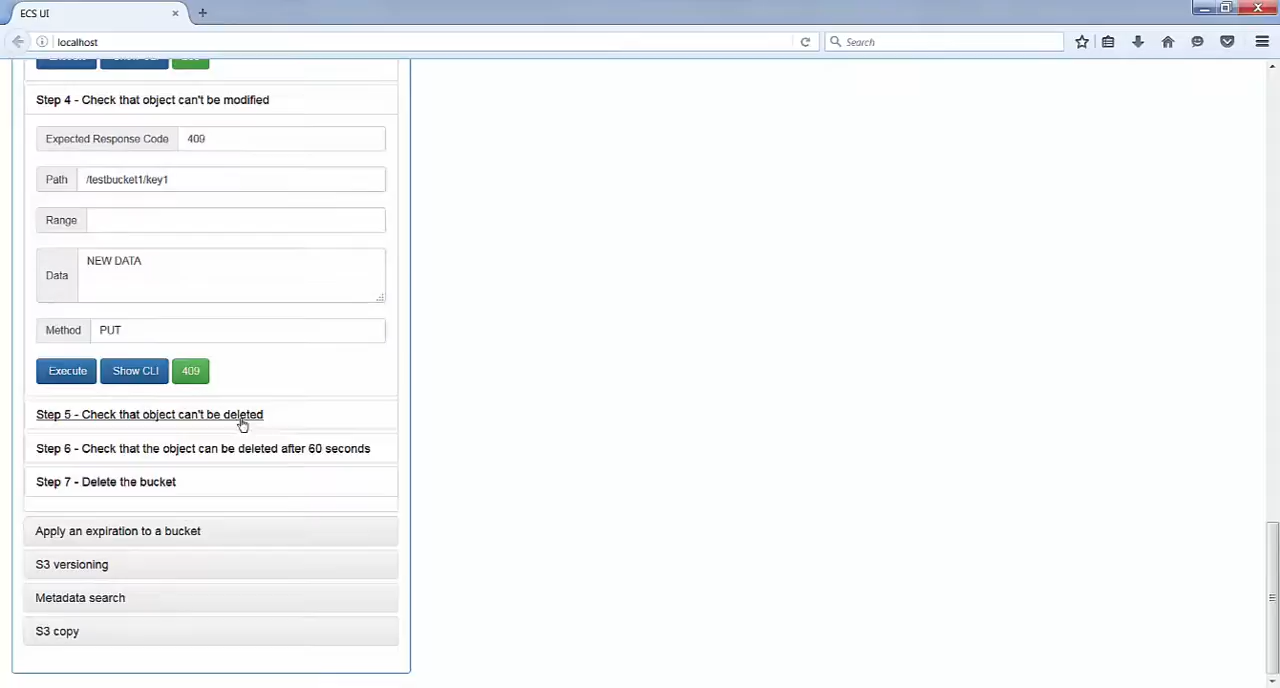 ECS UI
localhost
Search
Step 4 - Check that object can't be modified
Expected Response Code 409
Path /testbucket1/key1
Range
Data NEW DATA
Method PUT
Execute Show CLI 409
Step 5 - Check that object can't be deleted
Step 6 - Check that the object can be deleted after 60 seconds
Step 7 - Delete the bucket
Apply an expiration to a bucket
S3 versioning
Metadata search
S3 copy